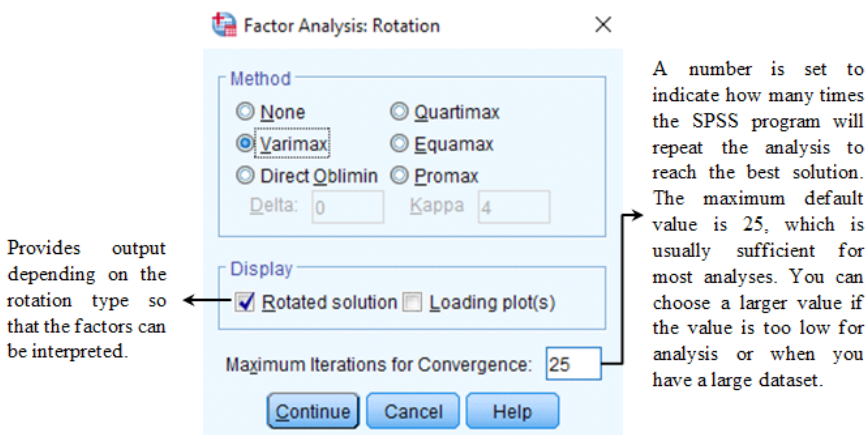 Factor Analysis: Rotation
Method
None
Quartimax
Varimax
Equamax
Direct Oblimin
Promax
Delta: 0
Kappa 4
Display
Rotated solution
Loading plot(s)
Maximum Iterations for Convergence: 25
Continue
Cancel
Help
Provides output
depending on the
rotation type so
that the factors can
be interpreted.
A number is set to
indicate how many times
the SPSS program will
repeat the analysis to
reach the best solution.
The maximum default
value is 25, which is
usually sufficient for
most analyses. You can
choose a larger value if
the value is too low for
analysis or when you
have a large dataset.